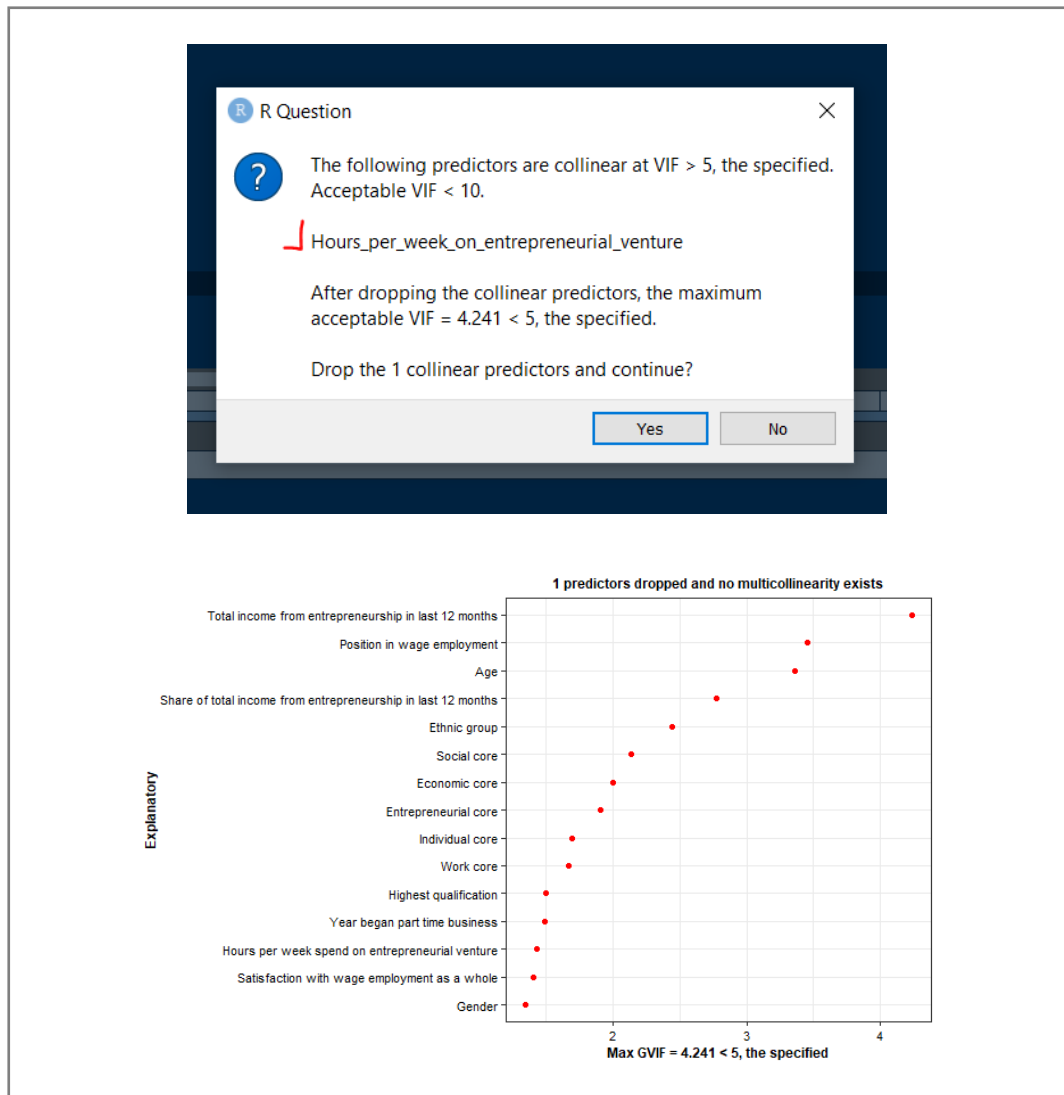 R R Question
The following predictors are collinear at VIF > 5, the specified.
Acceptable VIF < 10.
?
Hours_per_week_on_entrepreneurial_venture
After dropping the collinear predictors, the maximum
acceptable VIF = 4.241 < 5, the specified.
Drop the 1 collinear predictors and continue?
Yes No
1 predictors dropped and no multicollinearity exists
Explanatory
Total income from entrepreneurship in last 12 months
Position in wage employment
Age
Share of total income from entrepreneurship in last 12 months
Ethnic group
Social core
Economic core
Entrepreneurial core
Individual core
Work core
Highest qualification
Year began part time business
Hours per week spend on entrepreneurial venture
Satisfaction with wage employment as a whole
Gender
2 3 4
Max GVIF = 4.241 < 5, the specified